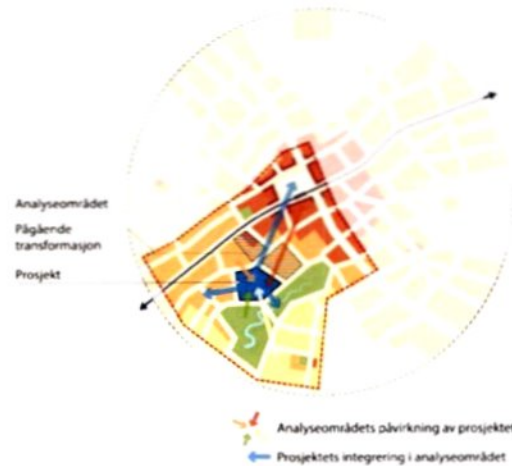 Analyseområdet
Pågående
transformasjon
Prosjekt
Analyseområdets påvirkning av prosjektet
Prosjektets integrering i analyseområdet